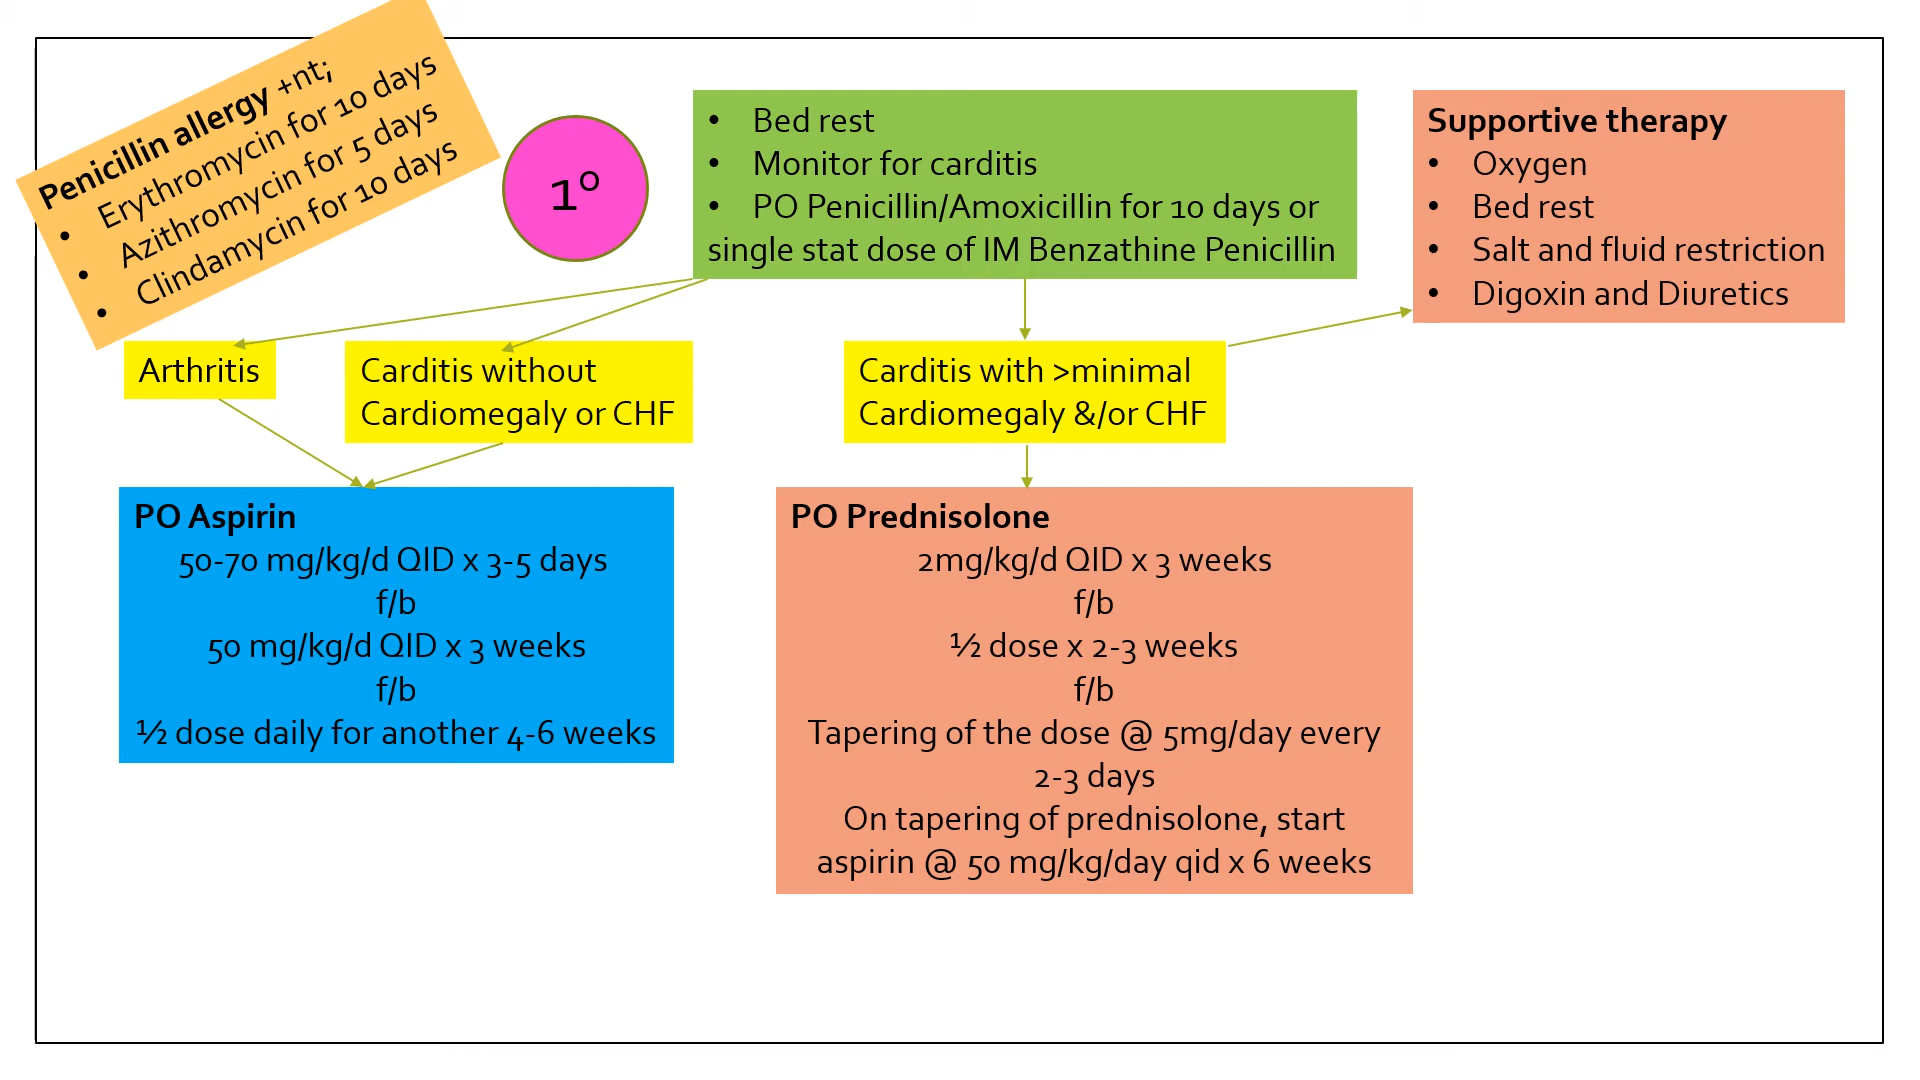 Penicillin allergy +nt;
• Erythromycin for 10 days
• Azithromycin for 5 days
• Clindamycin for 10 days
1°
• Bed rest
• Monitor for carditis
• PO Penicillin/Amoxicillin for 10 days or
single stat dose of IM Benzathine Penicillin
Supportive therapy
• Oxygen
• Bed rest
• Salt and fluid restriction
• Digoxin and Diuretics
Arthritis
Carditis without
Cardiomegaly or CHF
Carditis with >minimal
Cardiomegaly &/or CHF
PO Aspirin
50-70 mg/kg/d QID x 3-5 days
f/b
50 mg/kg/d QID x 3 weeks
f/b
½ dose daily for another 4-6 weeks
PO Prednisolone
2mg/kg/d QID x 3 weeks
f/b
½ dose x 2-3 weeks
f/b
Tapering of the dose @ 5mg/day every
2-3 days
On tapering of prednisolone, start
aspirin @ 50 mg/kg/day qid x 6 weeks